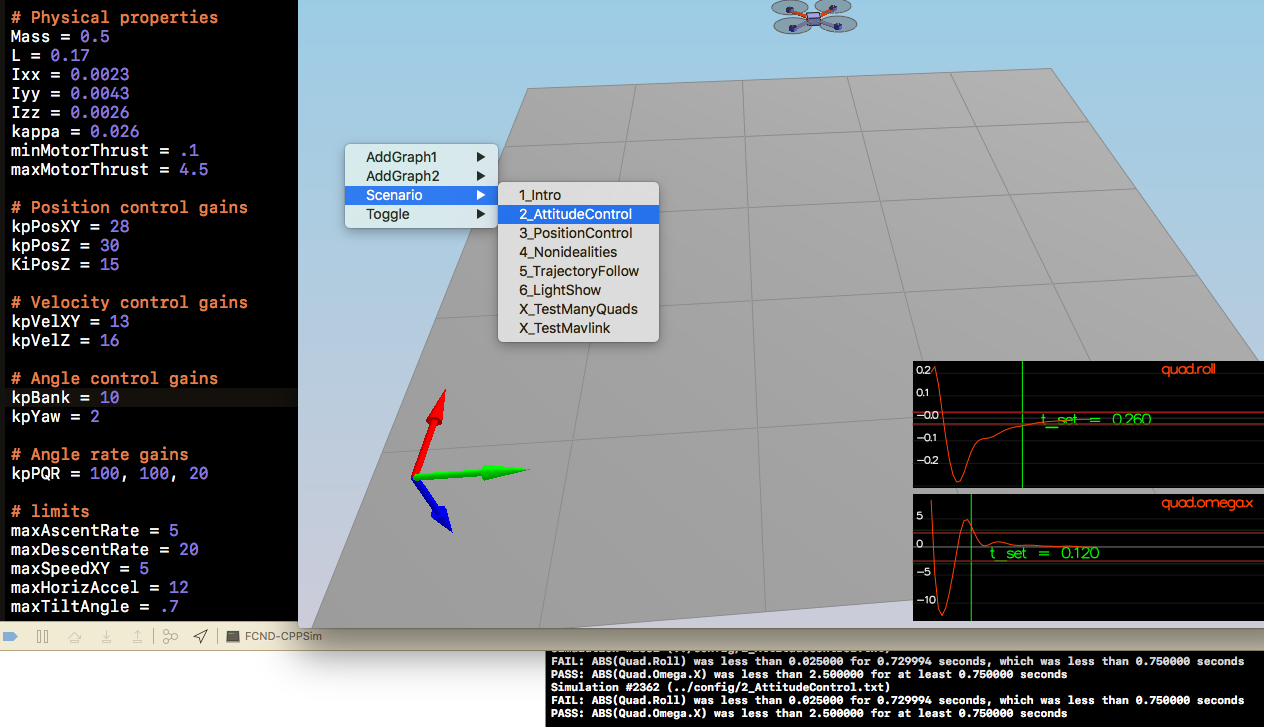 # Physical properties
Mass = 0.5
L = 0.17
Ixx = 0.0023
Iyy = 0.0043
Izz = 0.0026
kappa = 0.026
minMotorThrust = .1
maxMotorThrust = 4.5
# Position control gains
kpPosXY = 28
kpPosZ = 30
KiPosZ = 15
# Velocity control gains
kpVelXY = 13
kpVelZ = 16
# Angle control gains
kpBank = 10
kpYaw = 2
# Angle rate gains
kpPQR = 100, 100, 20
# limits
maxAscentRate = 5
maxDescentRate = 20
maxSpeedXY = 5
maxHorizAccel = 12
maxTiltAngle = .7
AddGraph1
AddGraph2
Scenario
Toggle
1_Intro
2_AttitudeControl
3_PositionControl
4_Nonidealities
5_TrajectoryFollow
6_LightShow
X_TestManyQuads
X_TestMavlink
quad.roll
0.2
0.1
-0.0
-0.1
-0.2
t_set = 0.260
quad.omega.x
5
0
-5
-10
t_set = 0.120
FCND-CPPSim
FAIL: ABS(Quad.Roll) was less than 0.025000 for 0.729994 seconds, which was less than 0.750000 seconds
PASS: ABS(Quad.Omega.X) was less than 2.500000 for at least 0.750000 seconds
Simulation #2362 (../config/2_AttitudeControl.txt)
FAIL: ABS(Quad.Roll) was less than 0.025000 for 0.729994 seconds, which was less than 0.750000 seconds
PASS: ABS(Quad.Omega.X) was less than 2.500000 for at least 0.750000 seconds